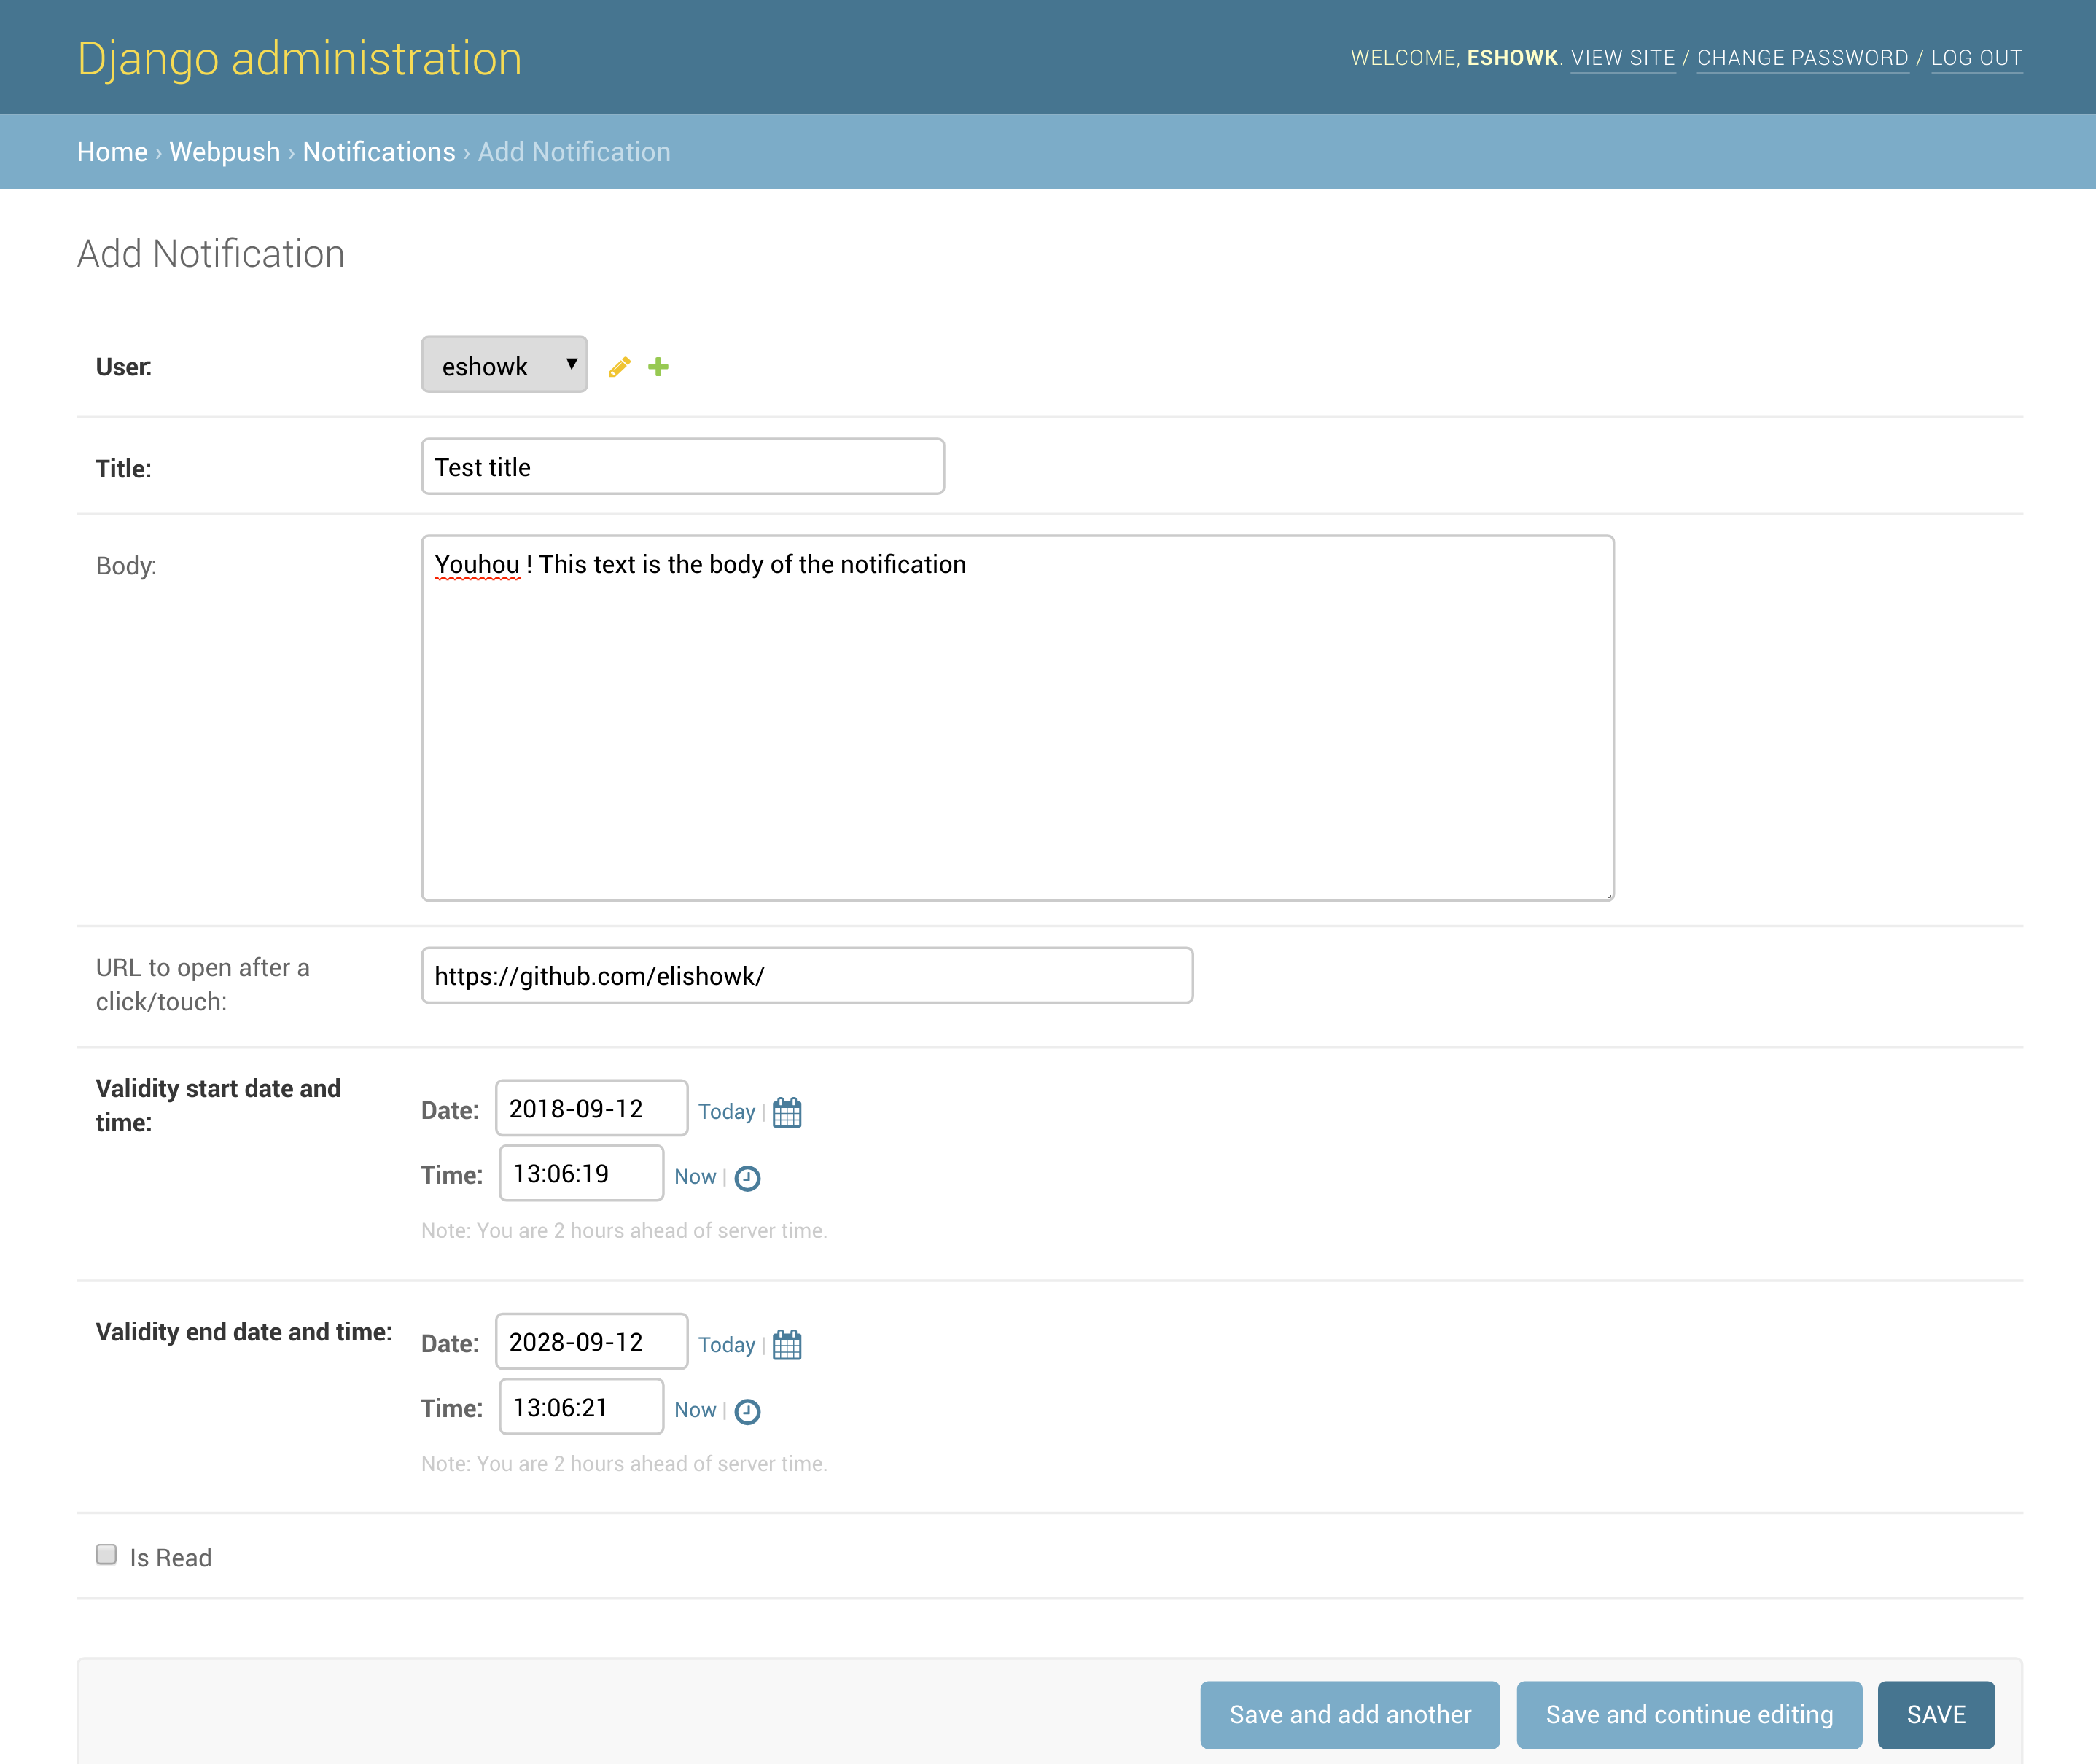 Django administration
WELCOME, ESHOWK. VIEW SITE / CHANGE PASSWORD / LOG OUT
Home › Webpush › Notifications › Add Notification
Add Notification
User:
eshowk
Title:
Test title
Body:
Youhou ! This text is the body of the notification
URL to open after a
click/touch:
https://github.com/elishowk/
Validity start date and
time:
Date: 2018-09-12 Today |
Time: 13:06:19 Now |
Note: You are 2 hours ahead of server time.
Validity end date and time:
Date: 2028-09-12 Today |
Time: 13:06:21 Now |
Note: You are 2 hours ahead of server time.
Is Read
Save and add another
Save and continue editing
SAVE